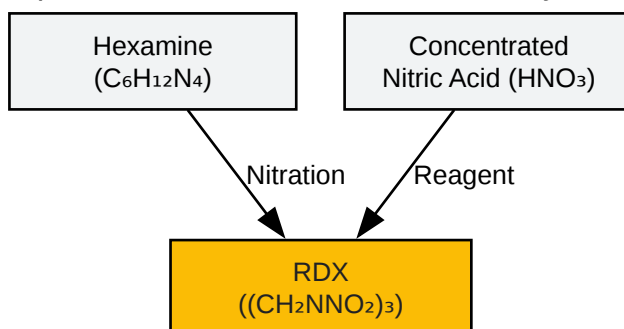 Hexamine
(C₆H₁₂N₄)
Concentrated
Nitric Acid (HNO₃)
Nitration
Reagent
RDX
((CH₂NNO₂)₃)